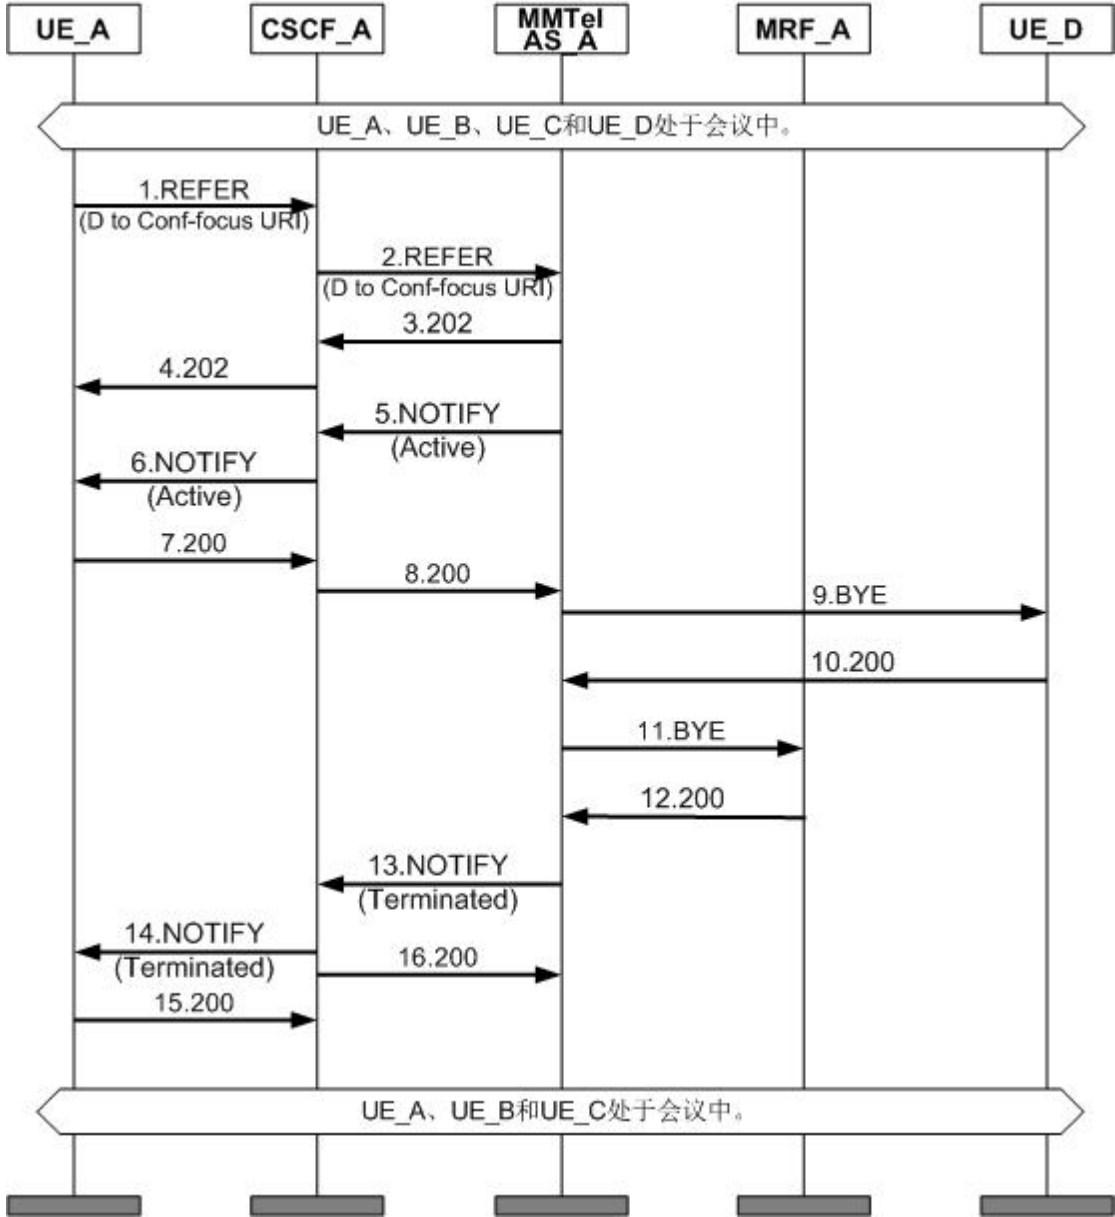 UE_A
CSCF_A
MMTel
AS_A
MRF_A
UE_D
UE_A、UE_B、UE_C和UE_D处于会议中。
1.REFER
(D to Conf-focus URI)
2.REFER
(D to Conf-focus URI)
3.202
4.202
5.NOTIFY
(Active)
6.NOTIFY
(Active)
7.200
8.200
9.BYE
10.200
11.BYE
12.200
13.NOTIFY
(Terminated)
14.NOTIFY
(Terminated)
16.200
15.200
UE_A、UE_B和UE_C处于会议中。